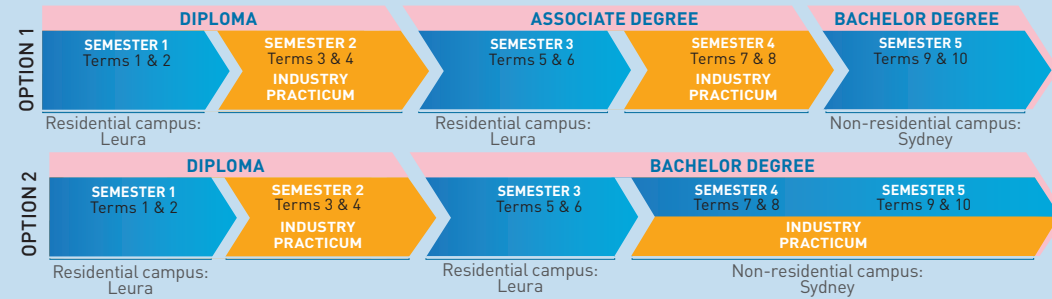 OPTION 1
DIPLOMA
ASSOCIATE DEGREE
BACHELOR DEGREE
SEMESTER 1
Terms 1 & 2
SEMESTER 2
Terms 3 & 4
INDUSTRY
PRACTICUM
SEMESTER 3
Terms 5 & 6
SEMESTER 4
Terms 7 & 8
INDUSTRY
PRACTICUM
SEMESTER 5
Terms 9 & 10
Residential campus:
Leura
Residential campus:
Leura
Non-residential campus:
Sydney
OPTION 2
DIPLOMA
BACHELOR DEGREE
SEMESTER 1
Terms 1 & 2
SEMESTER 2
Terms 3 & 4
INDUSTRY
PRACTICUM
SEMESTER 3
Terms 5 & 6
SEMESTER 4
Terms 7 & 8
SEMESTER 5
Terms 9 & 10
INDUSTRY
PRACTICUM
Residential campus:
Leura
Residential campus:
Leura
Non-residential campus:
Sydney